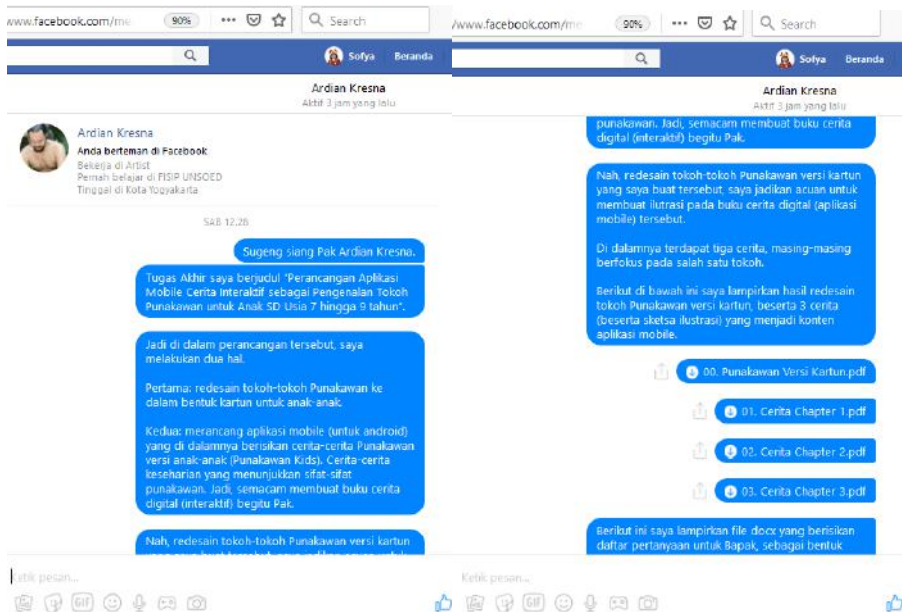 www.facebook.com/me
90%
Search
Sofya Beranda
Ardian Kresna
Aktif 3 jam yang lalu
Ardian Kresna
Anda berteman di Facebook
Bekerja di Artist
Pernah belajar di FISIP UNSOED
Tinggal di Kota Yogyakarta
SAB 12.28
Sugeng siang Pak Ardian Kresna.
Tugas Akhir saya berjudul "Perancangan Aplikasi
Mobile Cerita Interaktif sebagai Pengenalan Tokoh
Punakawan untuk Anak SD Usia 7 hingga 9 tahun".
Jadi di dalam perancangan tersebut, saya
melakukan dua hal.
Pertama: redesain tokoh-tokoh Punakawan ke
dalam bentuk kartun untuk anak-anak.
Kedua: merancang aplikasi mobile (untuk android)
yang di dalamnya berisikan cerita-cerita Punakawan
versi anak-anak (Punakawan Kids). Cerita-cerita
keseharian yang menunjukkan sifat-sifat
punakawan. Jadi, semacam membuat buku cerita
digital (interaktif) begitu Pak.
Nah, redesain tokoh-tokoh Punakawan versi kartun
Ketik pesan...
GIF
/www.facebook.com/me
90%
Search
Sofya Beranda
Ardian Kresna
Aktif 3 jam yang lalu
punakawan. Jadi, semacam membuat buku cerita
digital (interaktif) begitu Pak.
Nah, redesain tokoh-tokoh Punakawan versi kartun
yang saya buat tersebut, saya jadikan acuan untuk
membuat ilutrasi pada buku cerita digital (aplikasi
mobile) tersebut.
Di dalamnya terdapat tiga cerita, masing-masing
berfokus pada salah satu tokoh.
Berikut di bawah ini saya lampirkan hasil redesain
tokoh Punakawan versi kartun, beserta 3 cerita
(beserta sketsa ilustrasi) yang menjadi konten
aplikasi mobile.
00. Punakawan Versi Kartun.pdf
01. Cerita Chapter 1.pdf
02. Cerita Chapter 2.pdf
03. Cerita Chapter 3.pdf
Berikut ini saya lampirkan file docx yang berisikan
daftar pertanyaan untuk Bapak, sebagai bentuk
Ketik pesan...
GIF